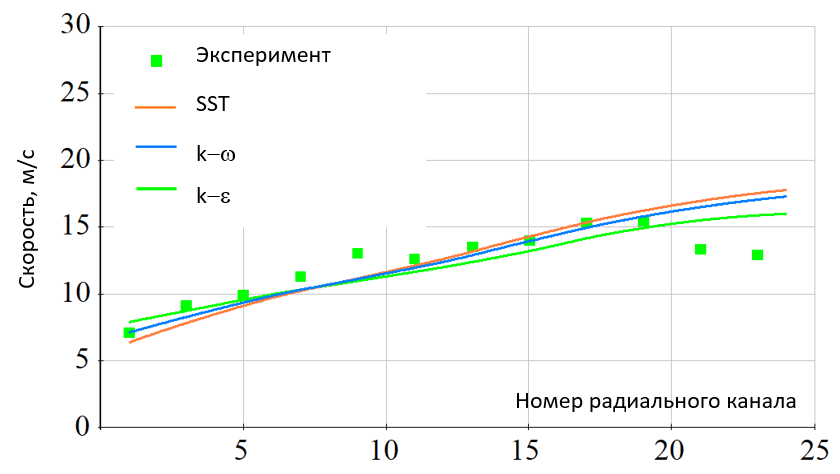 30
25
20
15
10
5
0
Скорость, м/с
Эксперимент
SST
k–ω
k–ε
Номер радиального канала
5
10
15
20
25